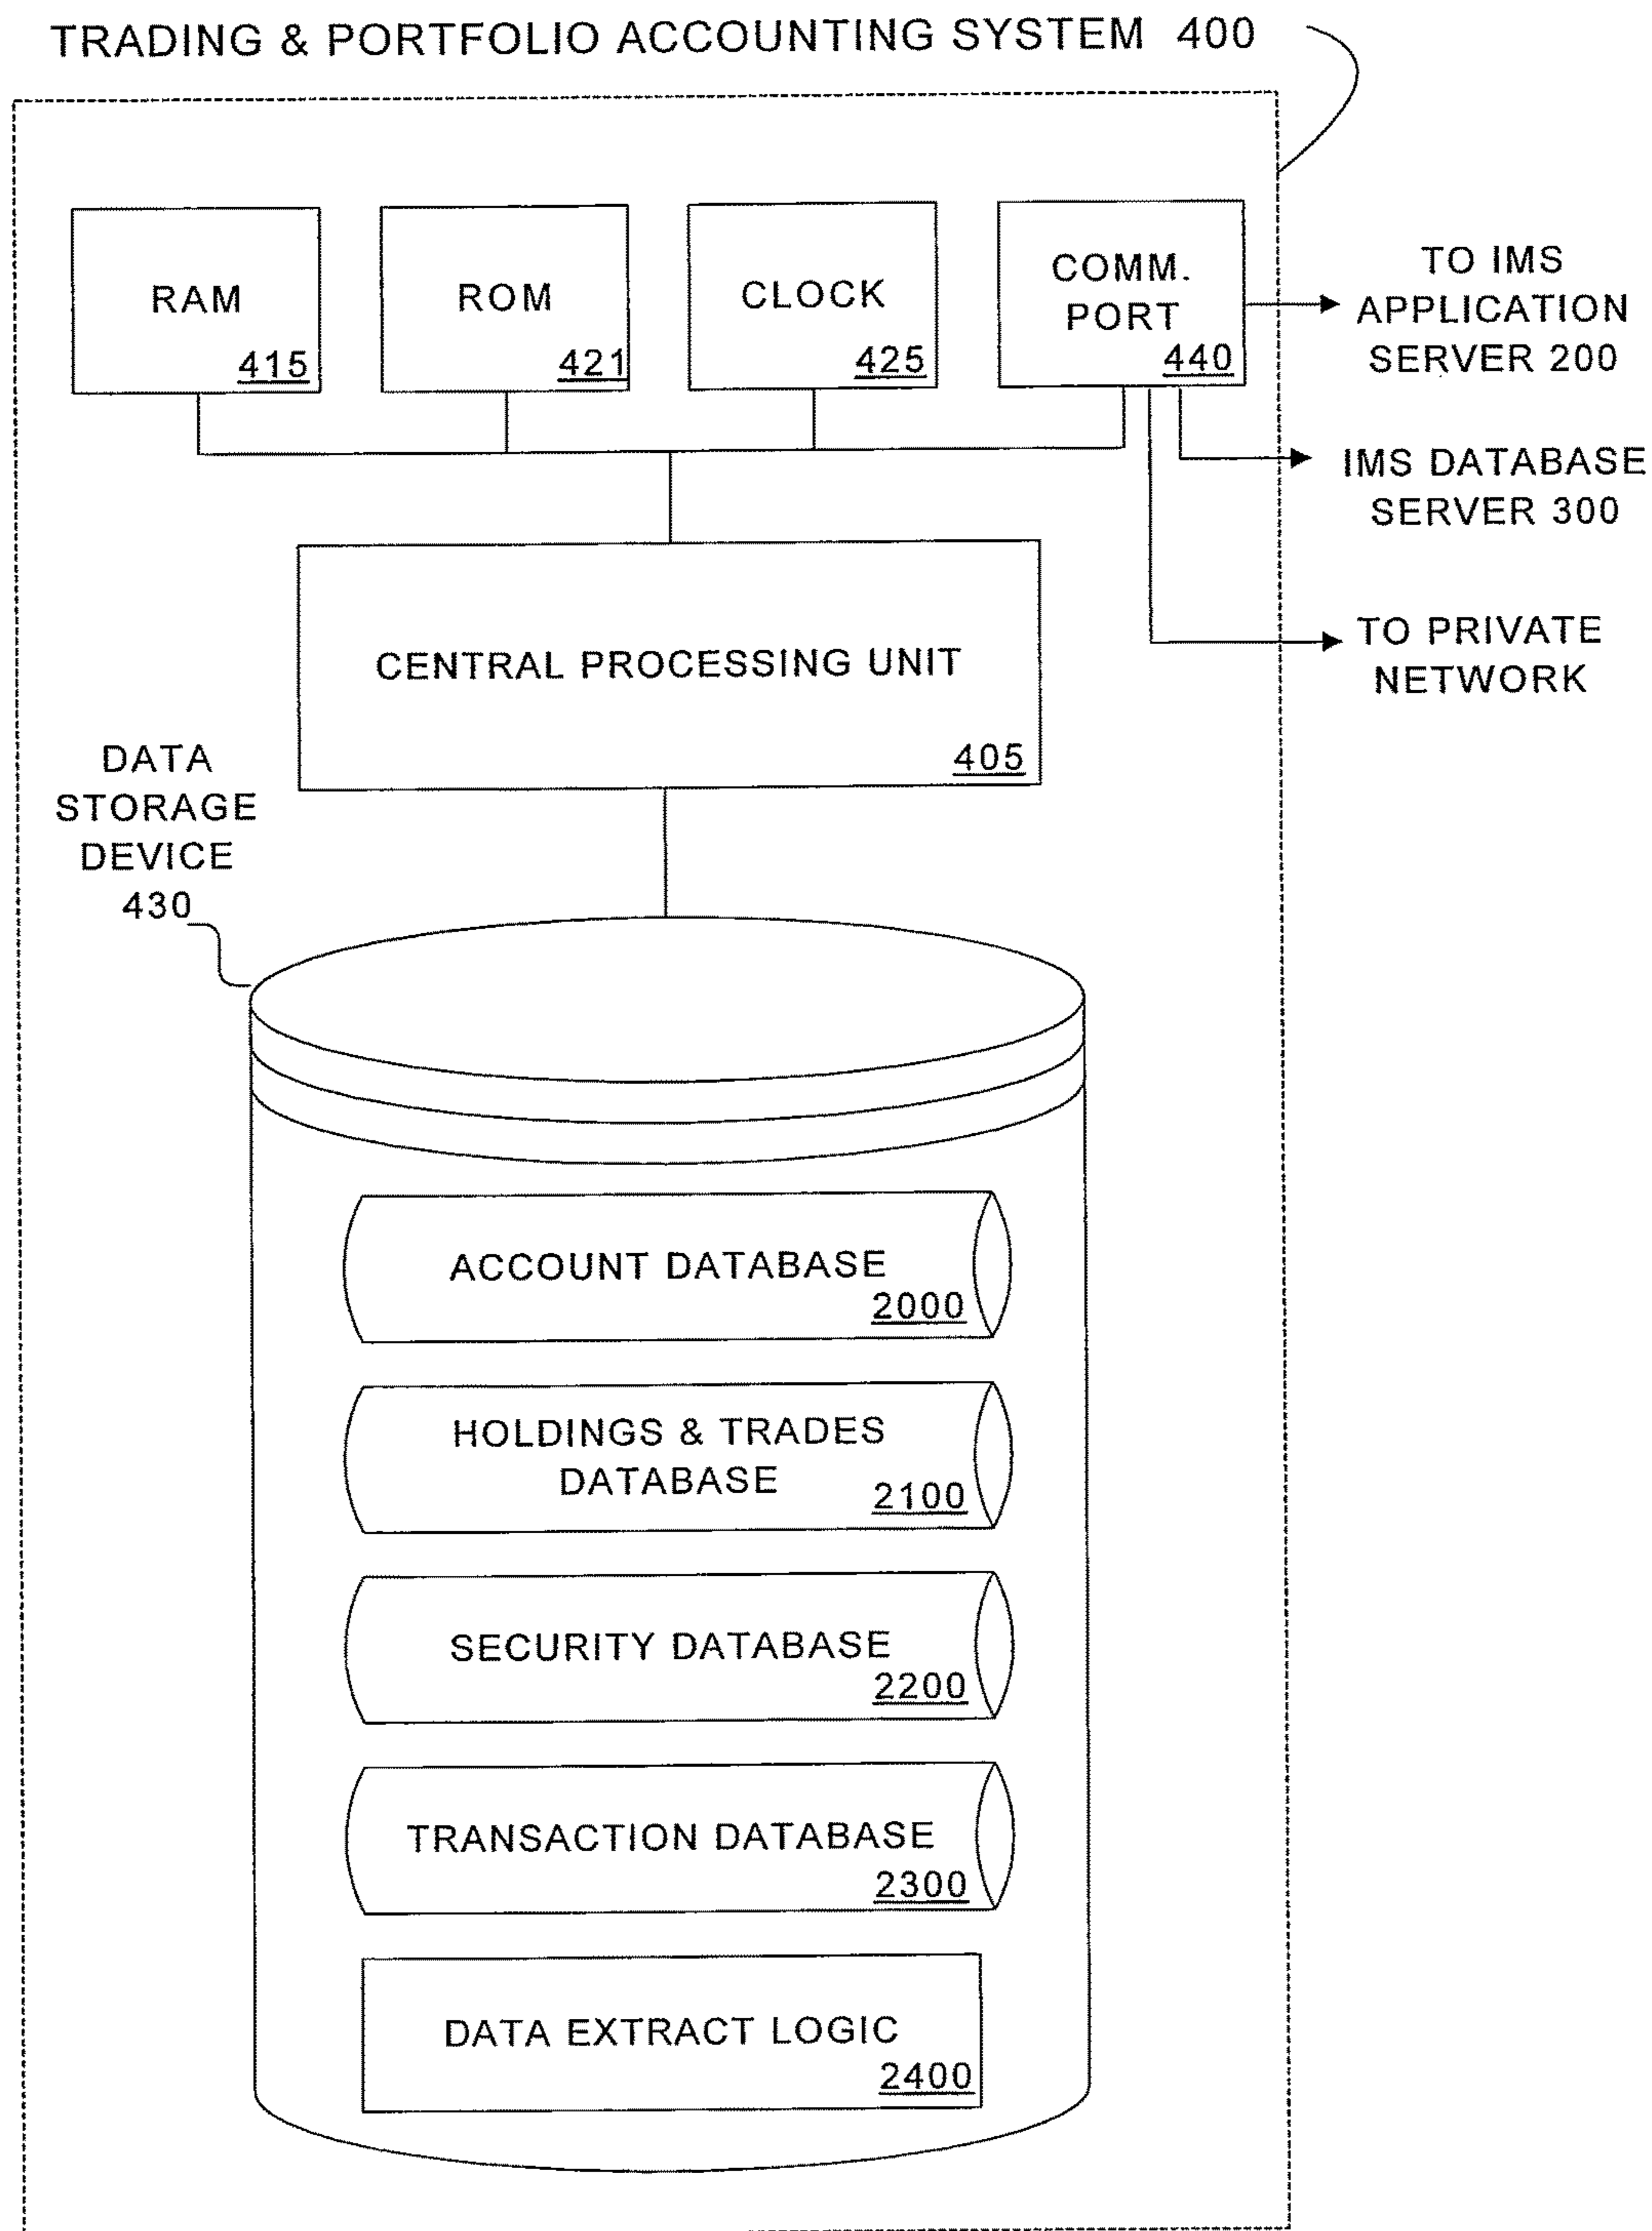 TRADING & PORTFOLIO ACCOUNTING SYSTEM 400
RAM
415
ROM
421
CLOCK
425
COMM.
PORT
440
TO IMS
APPLICATION
SERVER 200
IMS DATABASE
SERVER 300
TO PRIVATE
NETWORK
CENTRAL PROCESSING UNIT
405
DATA
STORAGE
DEVICE
430
ACCOUNT DATABASE
2000
HOLDINGS & TRADES
DATABASE
2100
SECURITY DATABASE
2200
TRANSACTION DATABASE
2300
DATA EXTRACT LOGIC
2400